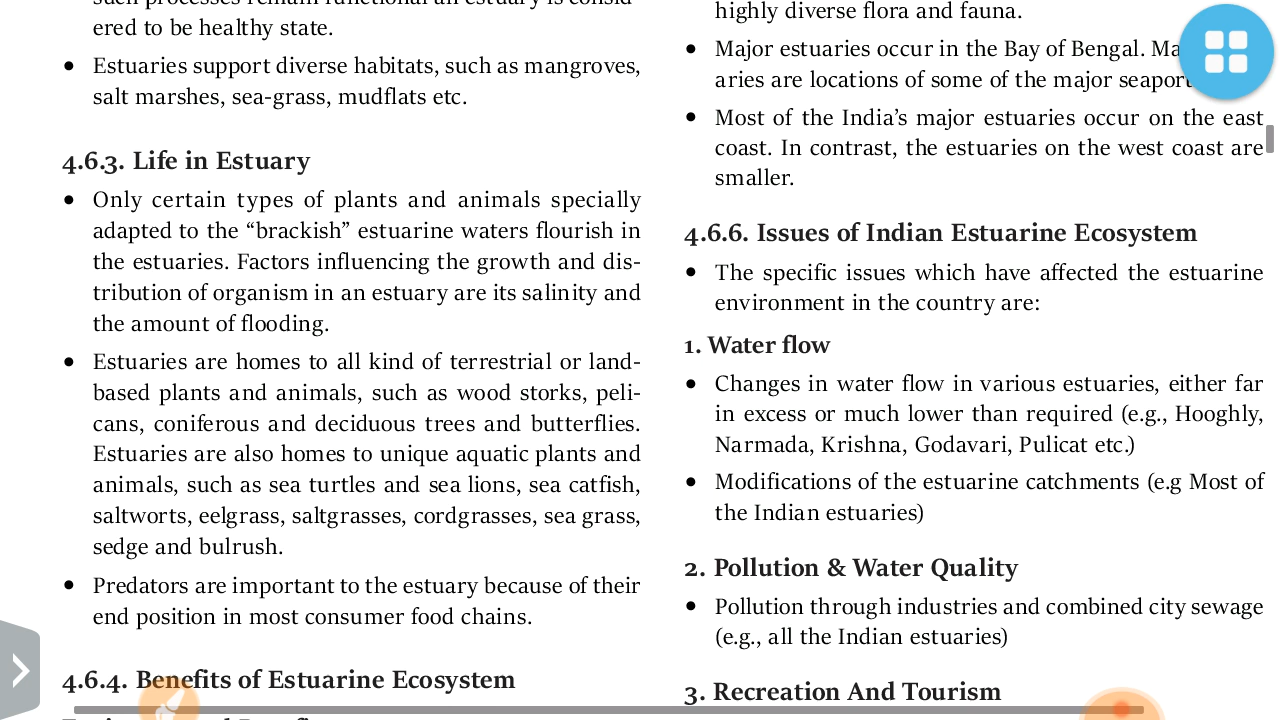 ered to be healthy state.
• Estuaries support diverse habitats, such as mangroves,
salt marshes, sea-grass, mudflats etc.
4.6.3. Life in Estuary
• Only certain types of plants and animals specially
adapted to the “brackish” estuarine waters flourish in
the estuaries. Factors influencing the growth and dis-
tribution of organism in an estuary are its salinity and
the amount of flooding.
• Estuaries are homes to all kind of terrestrial or land-
based plants and animals, such as wood storks, peli-
cans, coniferous and deciduous trees and butterflies.
Estuaries are also homes to unique aquatic plants and
animals, such as sea turtles and sea lions, sea catfish,
saltworts, eelgrass, saltgrasses, cordgrasses, sea grass,
sedge and bulrush.
• Predators are important to the estuary because of their
end position in most consumer food chains.
4.6.4. Benefits of Estuarine Ecosystem
highly diverse flora and fauna.
• Major estuaries occur in the Bay of Bengal.
aries are locations of some of the major
• Most of the India’s major estuaries occur on the east
coast. In contrast, the estuaries on the west coast are
smaller.
4.6.6. Issues of Indian Estuarine Ecosystem
• The specific issues which have affected the estuarine
environment in the country are:
1. Water flow
• Changes in water flow in various estuaries, either far
in excess or much lower than required (e.g., Hooghly,
Narmada, Krishna, Godavari, Pulicat etc.)
• Modifications of the estuarine catchments (e.g Most of
the Indian estuaries)
2. Pollution & Water Quality
• Pollution through industries and combined city sewage
(e.g., all the Indian estuaries)
3. Recreation And Tourism